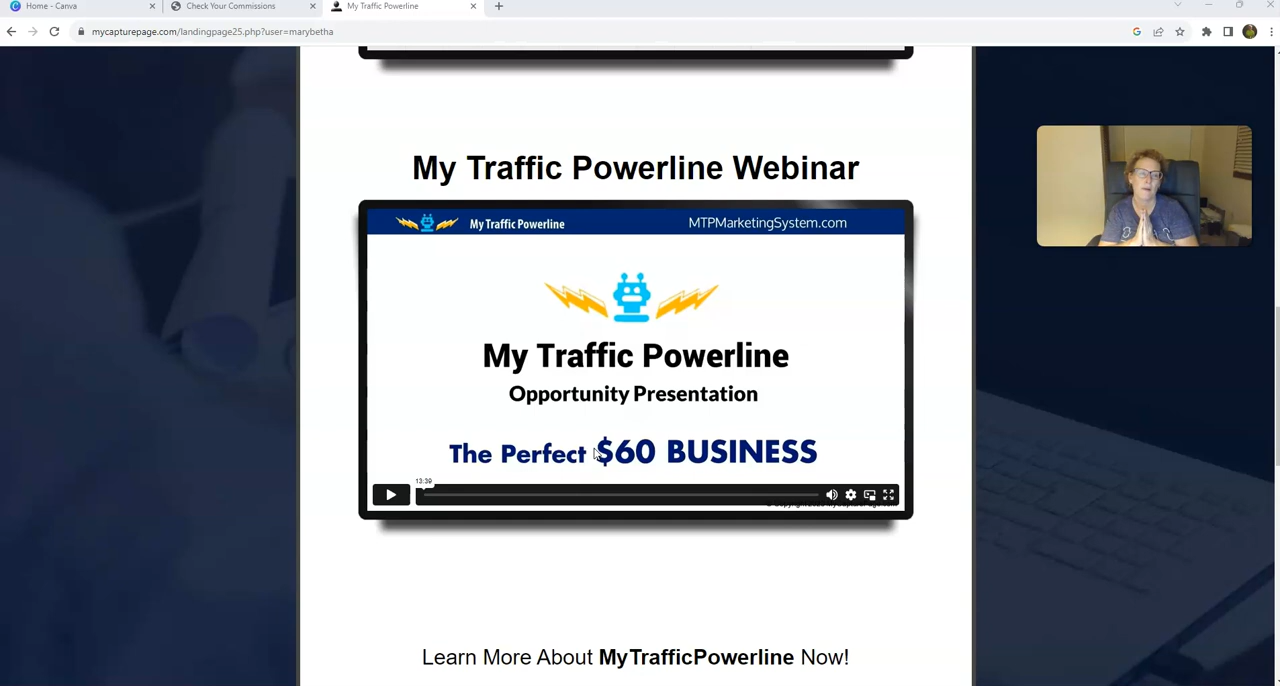 Home - Canva
Check Your Commissions
My Traffic Powerline
mycapturepage.com/landingpage25.php?user=marybetha
My Traffic Powerline Webinar
My Traffic Powerline
MTPMarketingSystem.com
My Traffic Powerline
Opportunity Presentation
The Perfect $60 BUSINESS
13:39
Learn More About MyTrafficPowerline Now!